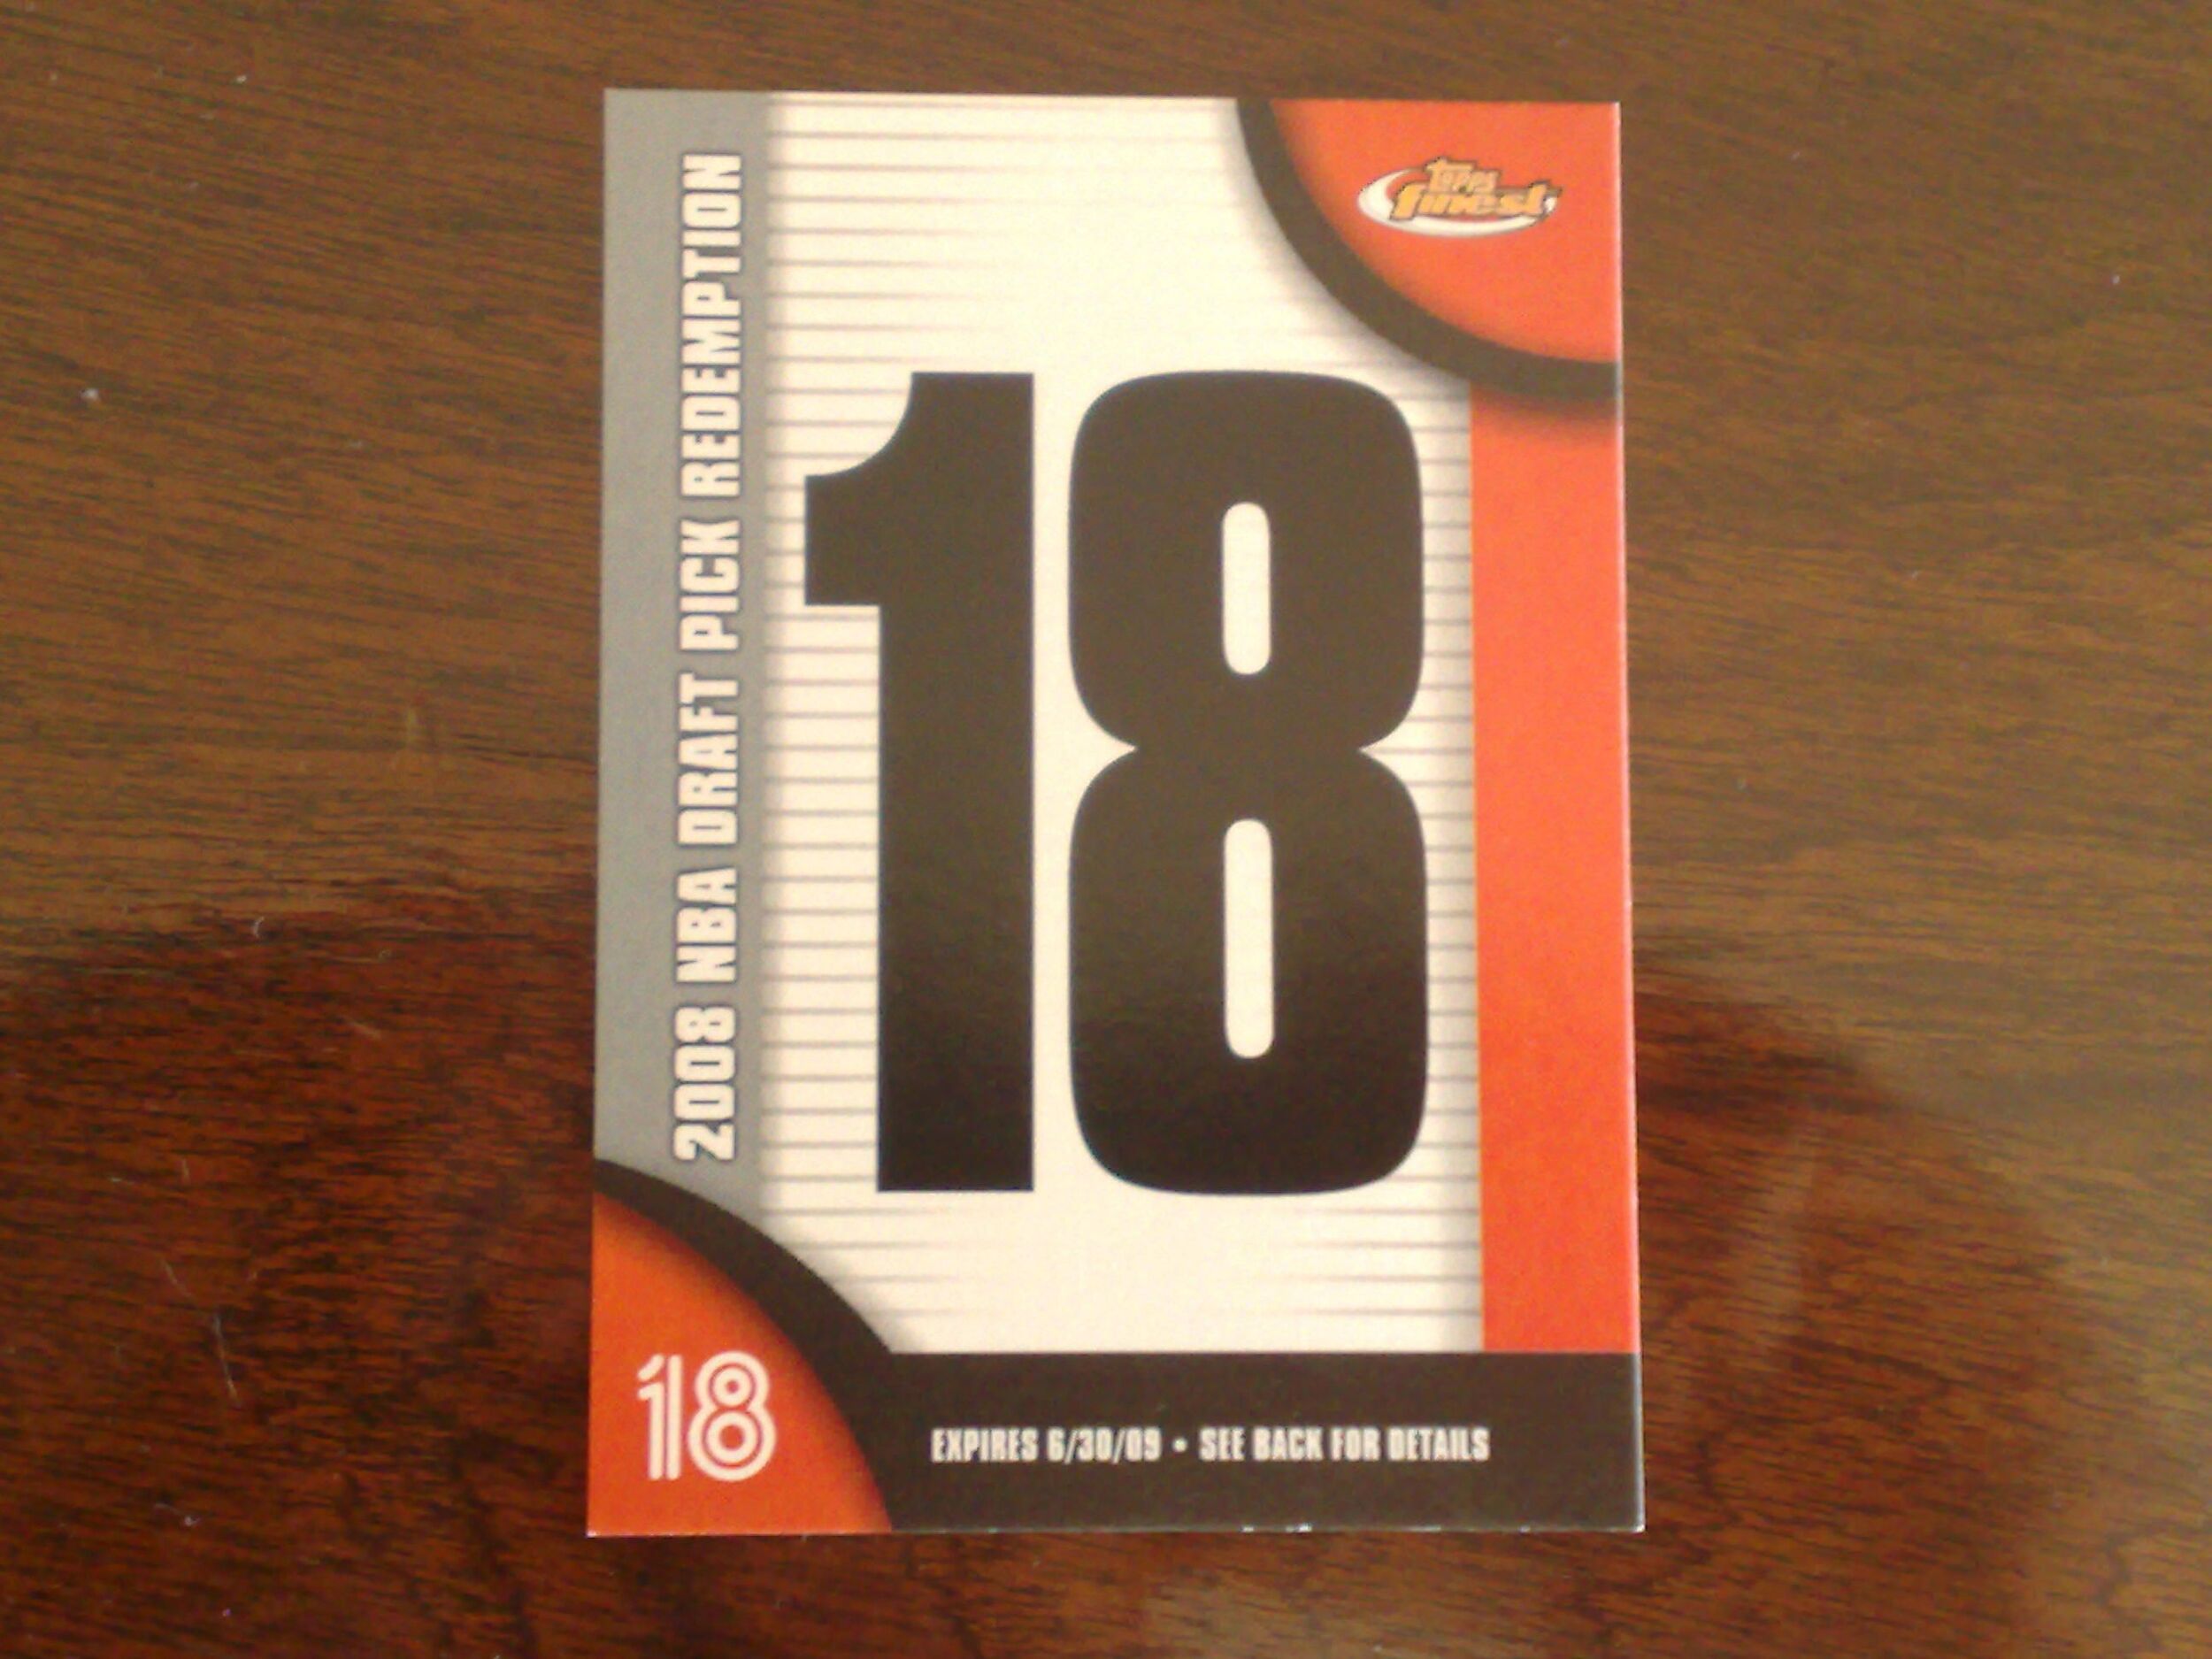 topps
finest
2008 NBA DRAFT PICK REDEMPTION
18
18
EXPIRES 6/30/09 • SEE BACK FOR DETAILS